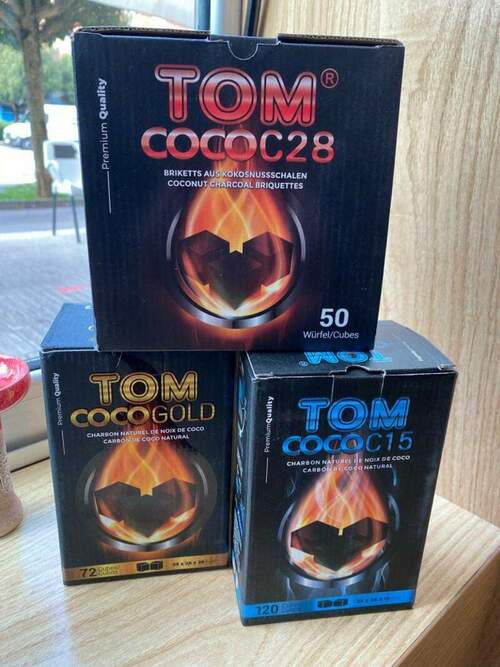 Premium Quality
TOM®
COCO C28
BRIKETTS AUS KOKOSNUSSSCHALEN
COCONUT CHARCOAL BRIQUETTES
50
Würfel/Cubes
Premium Quality
TOM
COCO GOLD
CHARBON NATUREL DE NOIX DE COCO
CARBÓN DE COCO NATURAL
72
TOM
Premium Quality
TOM
COCO C15
CHARBON NATUREL DE NOIX DE COCO
CARBÓN DE COCO NATURAL
120